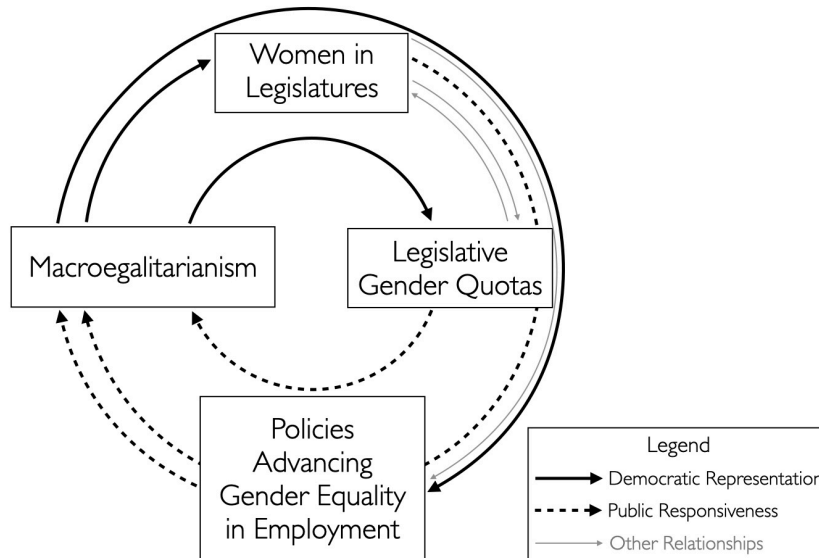 Women in
Legislatures
Macroegalitarianism
Legislative
Gender Quotas
Policies
Advancing
Gender Equality
in Employment
Legend
Democratic Representation
Public Responsiveness
Other Relationships